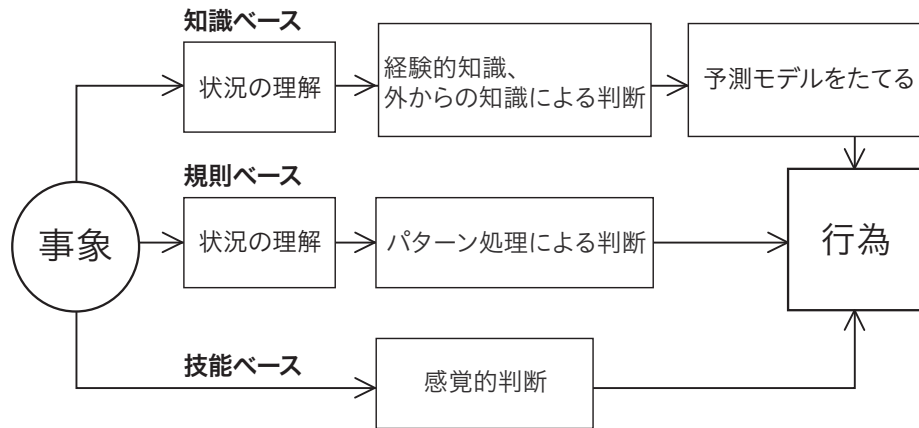 知識ベース
状況の理解
経験的知識、
外からの知識による判断
予測モデルをたてる
規則ベース
事象
状況の理解
パターン処理による判断
行為
技能ベース
感覚的判断